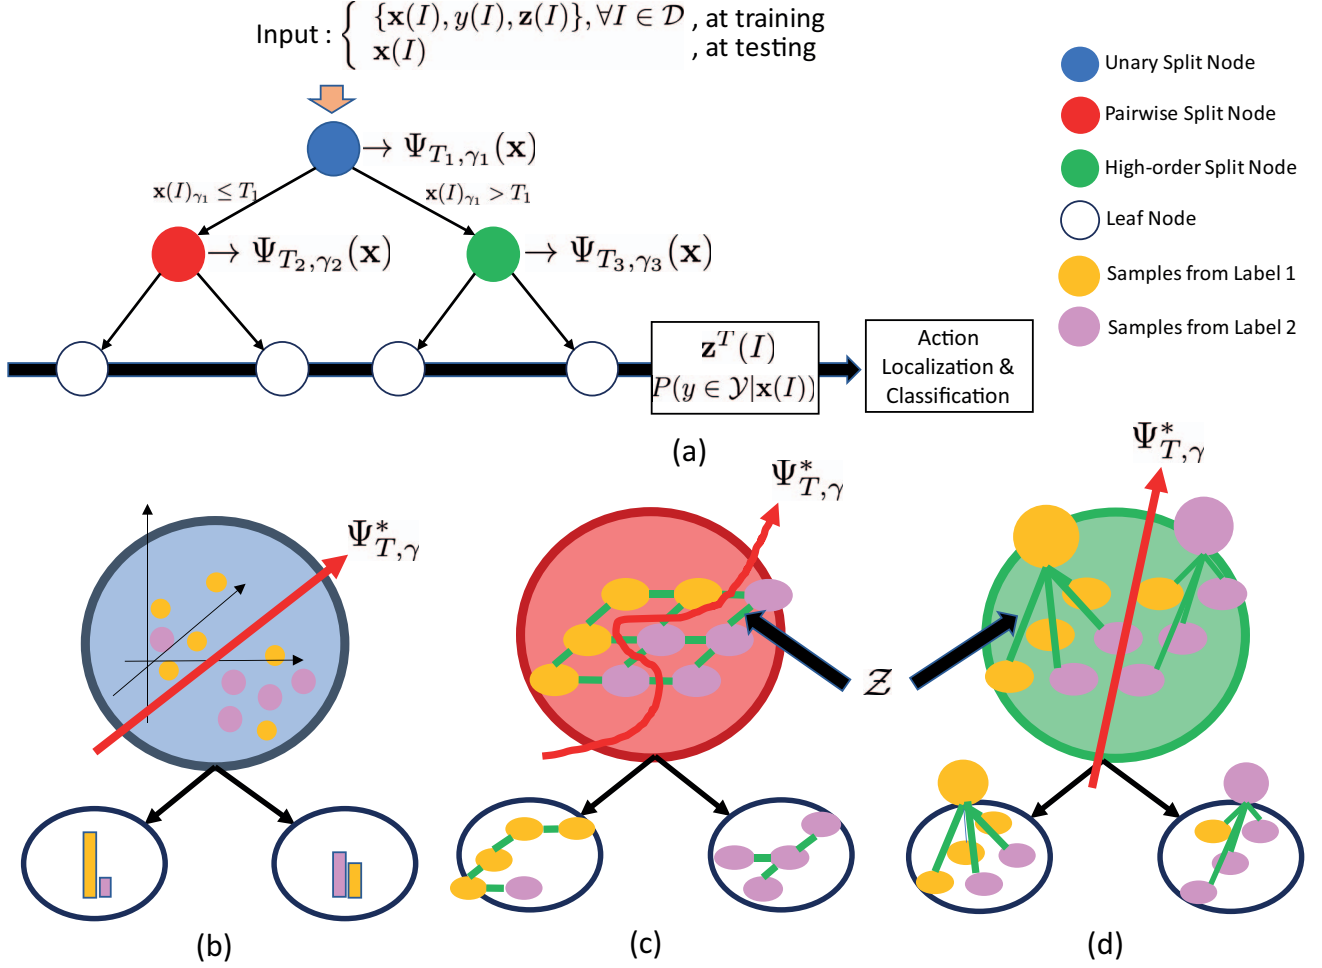 Input : { {x(I), y(I), z(I)}, ∀I ∈ 𝒟 , at training
x(I) , at testing
→ Ψ_{T_1,γ_1}(x)
x(I)_{γ_1} ≤ T_1
x(I)_{γ_1} > T_1
→ Ψ_{T_2,γ_2}(x)
→ Ψ_{T_3,γ_3}(x)
z^T(I)
P(y ∈ 𝒴|x(I))
Action
Localization &
Classification
Unary Split Node
Pairwise Split Node
High-order Split Node
Leaf Node
Samples from Label 1
Samples from Label 2
(a)
Ψ*_{T,γ}
Ψ*_{T,γ}
Ψ*_{T,γ}
𝒵
(b)
(c)
(d)